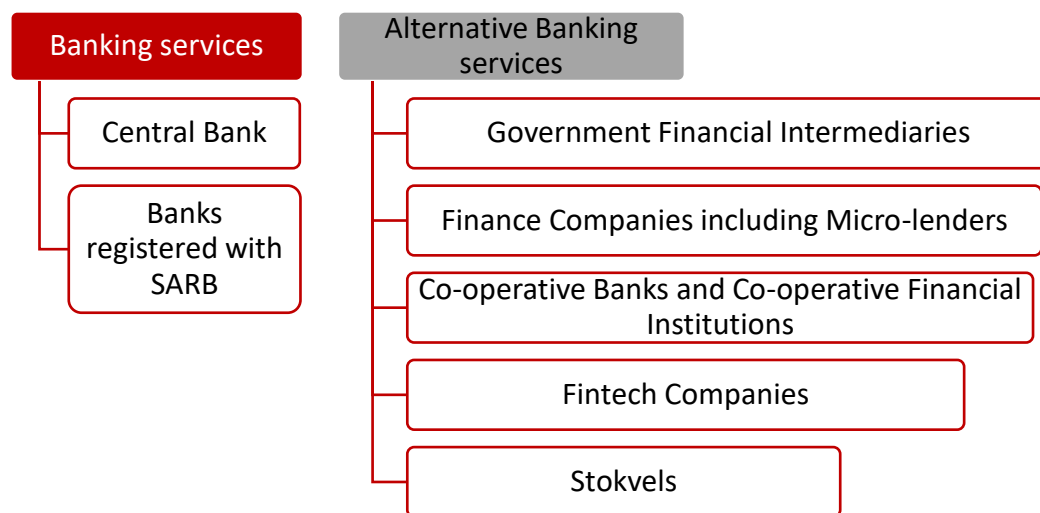 Banking services
Central Bank
Banks
registered with
SARB
Alternative Banking
services
Government Financial Intermediaries
Finance Companies including Micro-lenders
Co-operative Banks and Co-operative Financial
Institutions
Fintech Companies
Stokvels